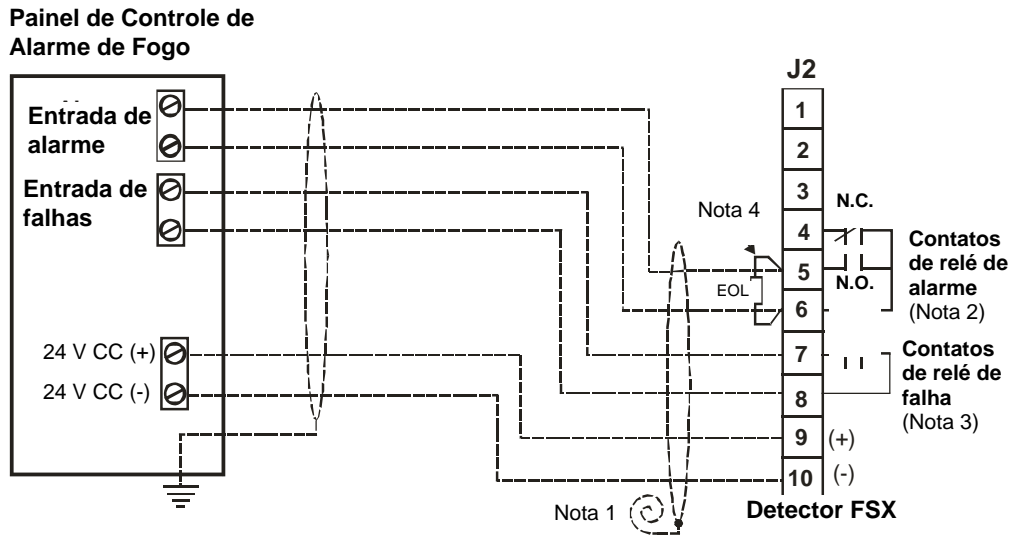 Painel de Controle de
Alarme de Fogo
J2
1
2
3
4
5
6
7
8
9
10
Entrada de
alarme
Entrada de
falhas
24 V CC (+)
24 V CC (-)
Nota 4
EOL
N.C.
N.O.
Contatos
de relé de
alarme
(Nota 2)
Contatos
de relé de
falha
(Nota 3)
(+)
(-)
Nota 1
Detector FSX